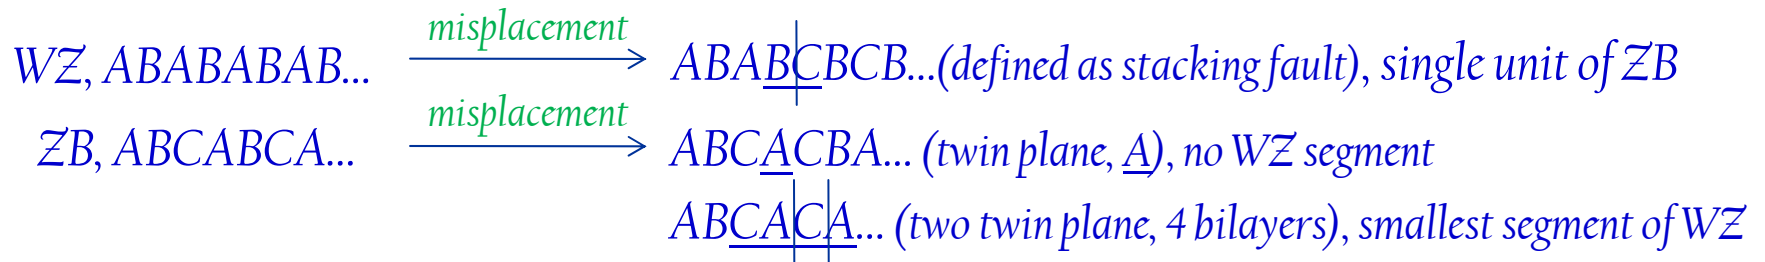 misplacement
WZ, ABABABAB... ABABCBCB...(defined as stacking fault), single unit of ZB
misplacement
ZB, ABCABCA... ABCACBA... (twin plane, A), no WZ segment
ABCACA... (two twin plane, 4 bilayers), smallest segment of WZ